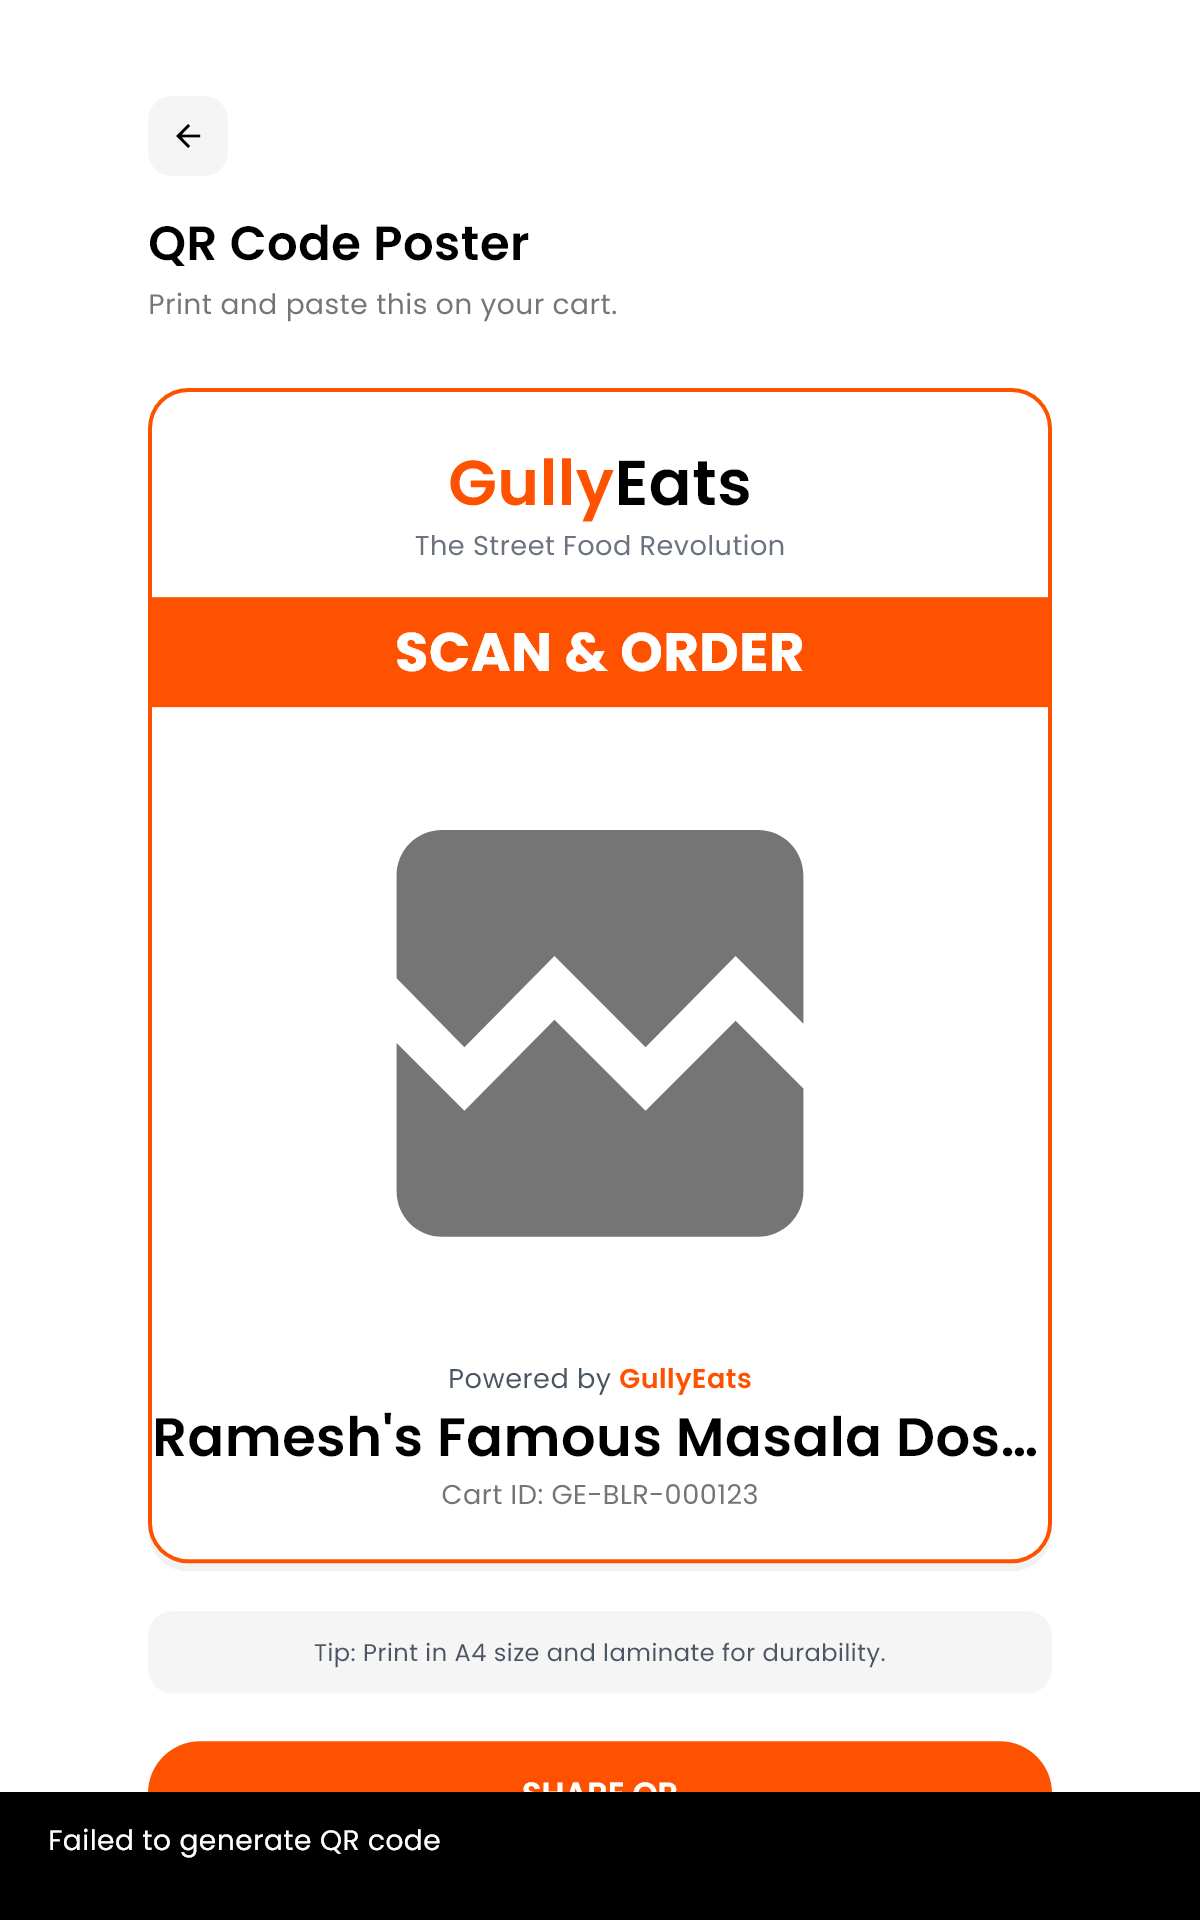 QR Code Poster
Print and paste this on your cart.
GullyEats
The Street Food Revolution
SCAN & ORDER
Powered by GullyEats
Ramesh's Famous Masala Dos...
Cart ID: GE-BLR-000123
Tip: Print in A4 size and laminate for durability.
SHARE QR
Failed to generate QR code